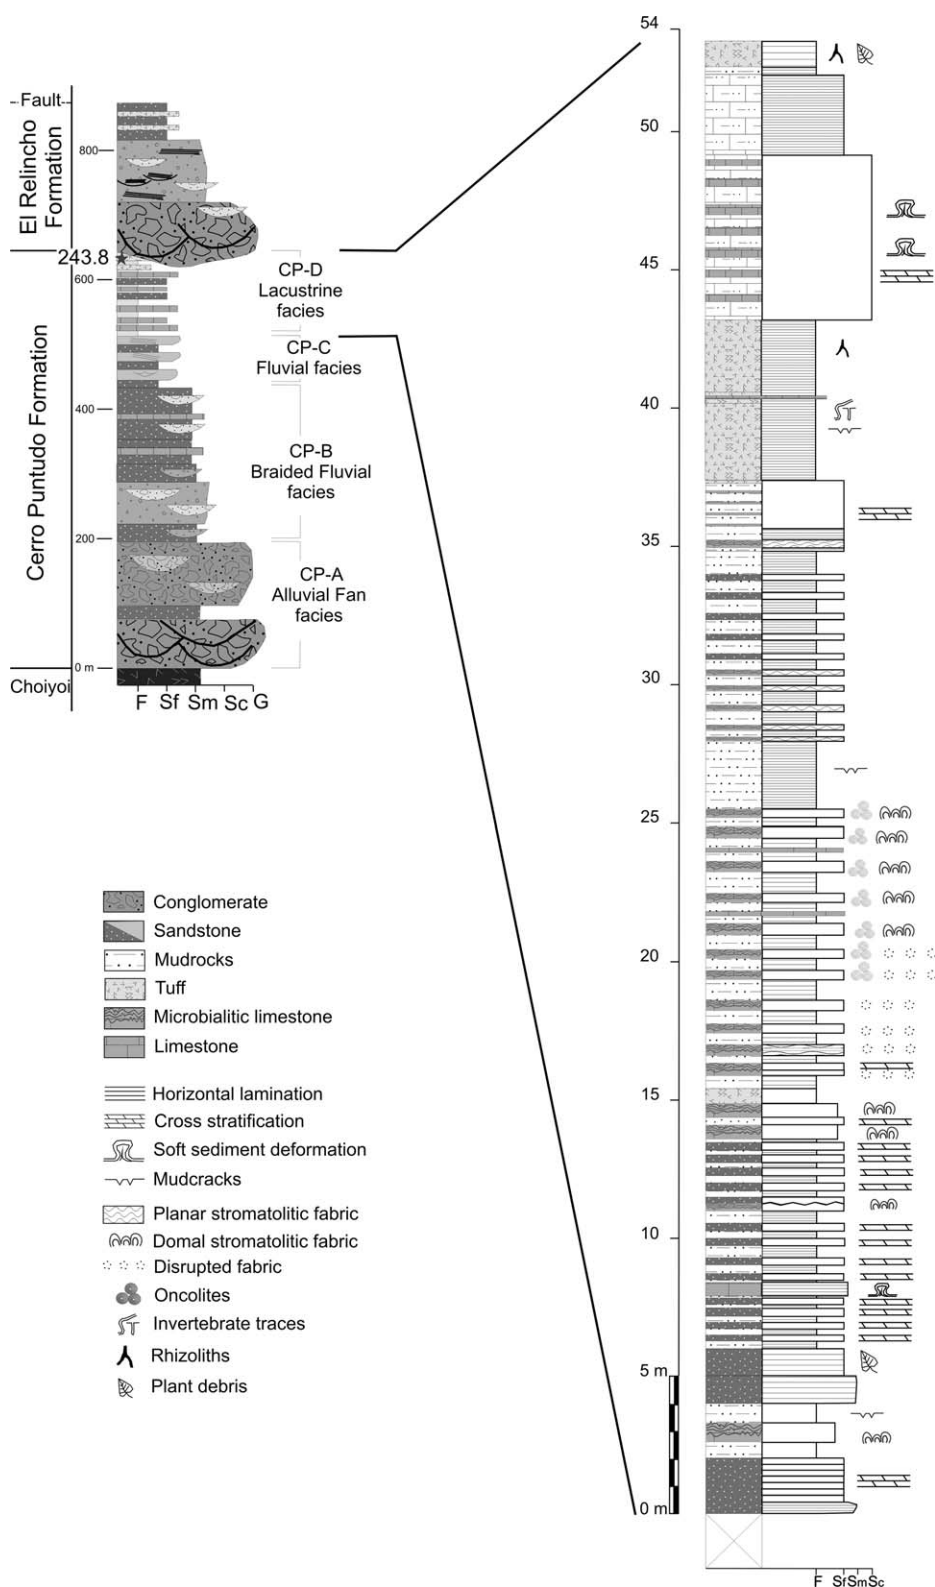 54
Fault
El Relincho
Formation
800
50
243.8
600
CP-D
Lacustrine
facies
45
CP-C
Fluvial facies
Cerro Puntudo Formation
400
40
CP-B
Braided Fluvial
facies
200
35
CP-A
Alluvial Fan
facies
0 m
Choiyoi
F Sf Sm Sc G
30
25
Conglomerate
Sandstone
Mudrocks
Tuff
Microbialitic limestone
Limestone
20
Horizontal lamination
Cross stratification
Soft sediment deformation
Mudcracks
15
Planar stromatolitic fabric
Domal stromatolitic fabric
Disrupted fabric
Oncolites
Invertebrate traces
Rhizoliths
Plant debris
10
5 m
0 m
F Sf Sm Sc